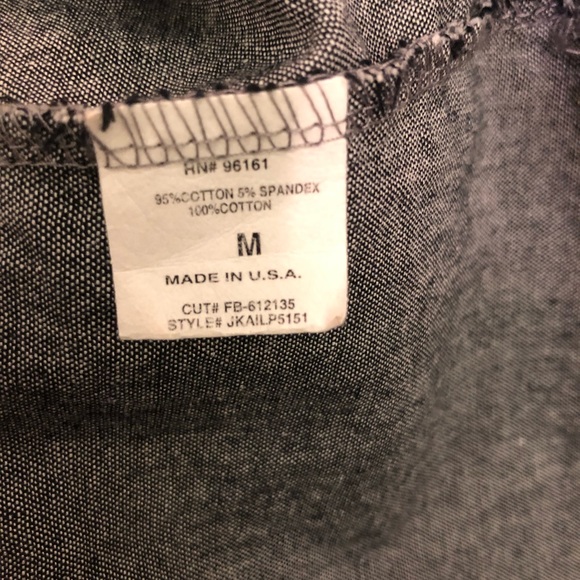 RN# 96161
95%COTTON 5% SPANDEX
100%COTTON
M
MADE IN U.S.A.
CUT# FB-612135
STYLE# JKAILP5151